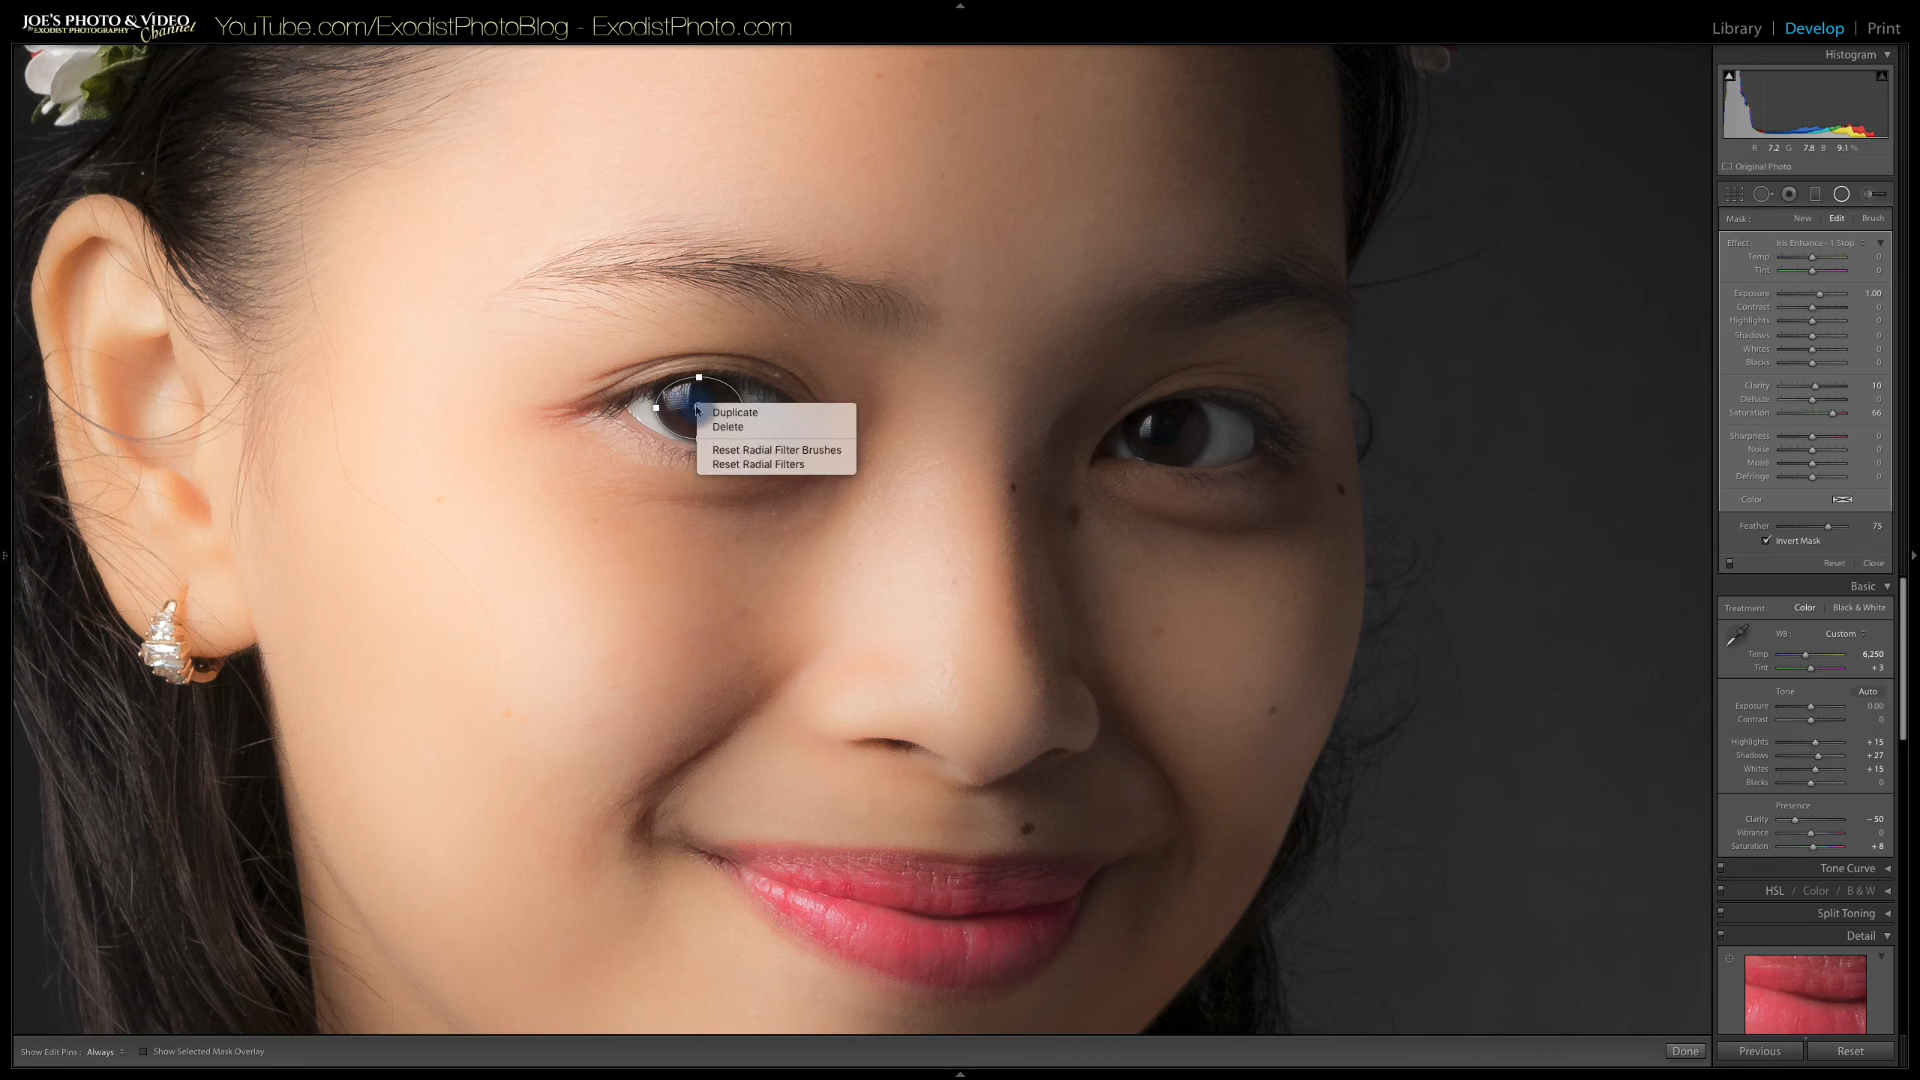 JOE'S PHOTO & VIDEO
BY EXODIST PHOTOGRAPHY Channel
YouTube.com/ExodistPhotoBlog - ExodistPhoto.com
Library | Develop | Print
Histogram
R 7.2 G 7.8 B 9.1 %
Original Photo
Mask : New Edit Brush
Effect : Iris Enhance - 1 Stop
Temp 0
Tint 0
Exposure 1.00
Contrast 0
Highlights 0
Shadows 0
Whites 0
Blacks 0
Clarity 10
Dehaze 0
Saturation 66
Sharpness 0
Noise 0
Moiré 0
Defringe 0
Color
Feather 75
Invert Mask
Reset Close
Duplicate
Delete
Reset Radial Filter Brushes
Reset Radial Filters
Basic
Treatment : Color Black & White
WB : Custom
Temp 6,250
Tint + 3
Tone Auto
Exposure 0.00
Contrast 0
Highlights + 15
Shadows + 27
Whites + 15
Blacks 0
Presence
Clarity - 50
Vibrance 0
Saturation + 8
Tone Curve
HSL / Color / B & W
Split Toning
Detail
Show Edit Pins : Always Show Selected Mask Overlay Done
Previous Reset